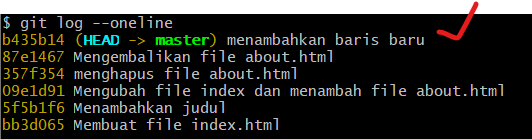 $ git log --oneline
b435b14 (HEAD -> master) menambahkan baris baru
87e1467 Mengembalikan file about.html
357f354 menghapus file about.html
09e1d91 Mengubah file index dan menambah file about.html
5f5b1f6 Menambahkan judul
bb3d065 Membuat file index.html